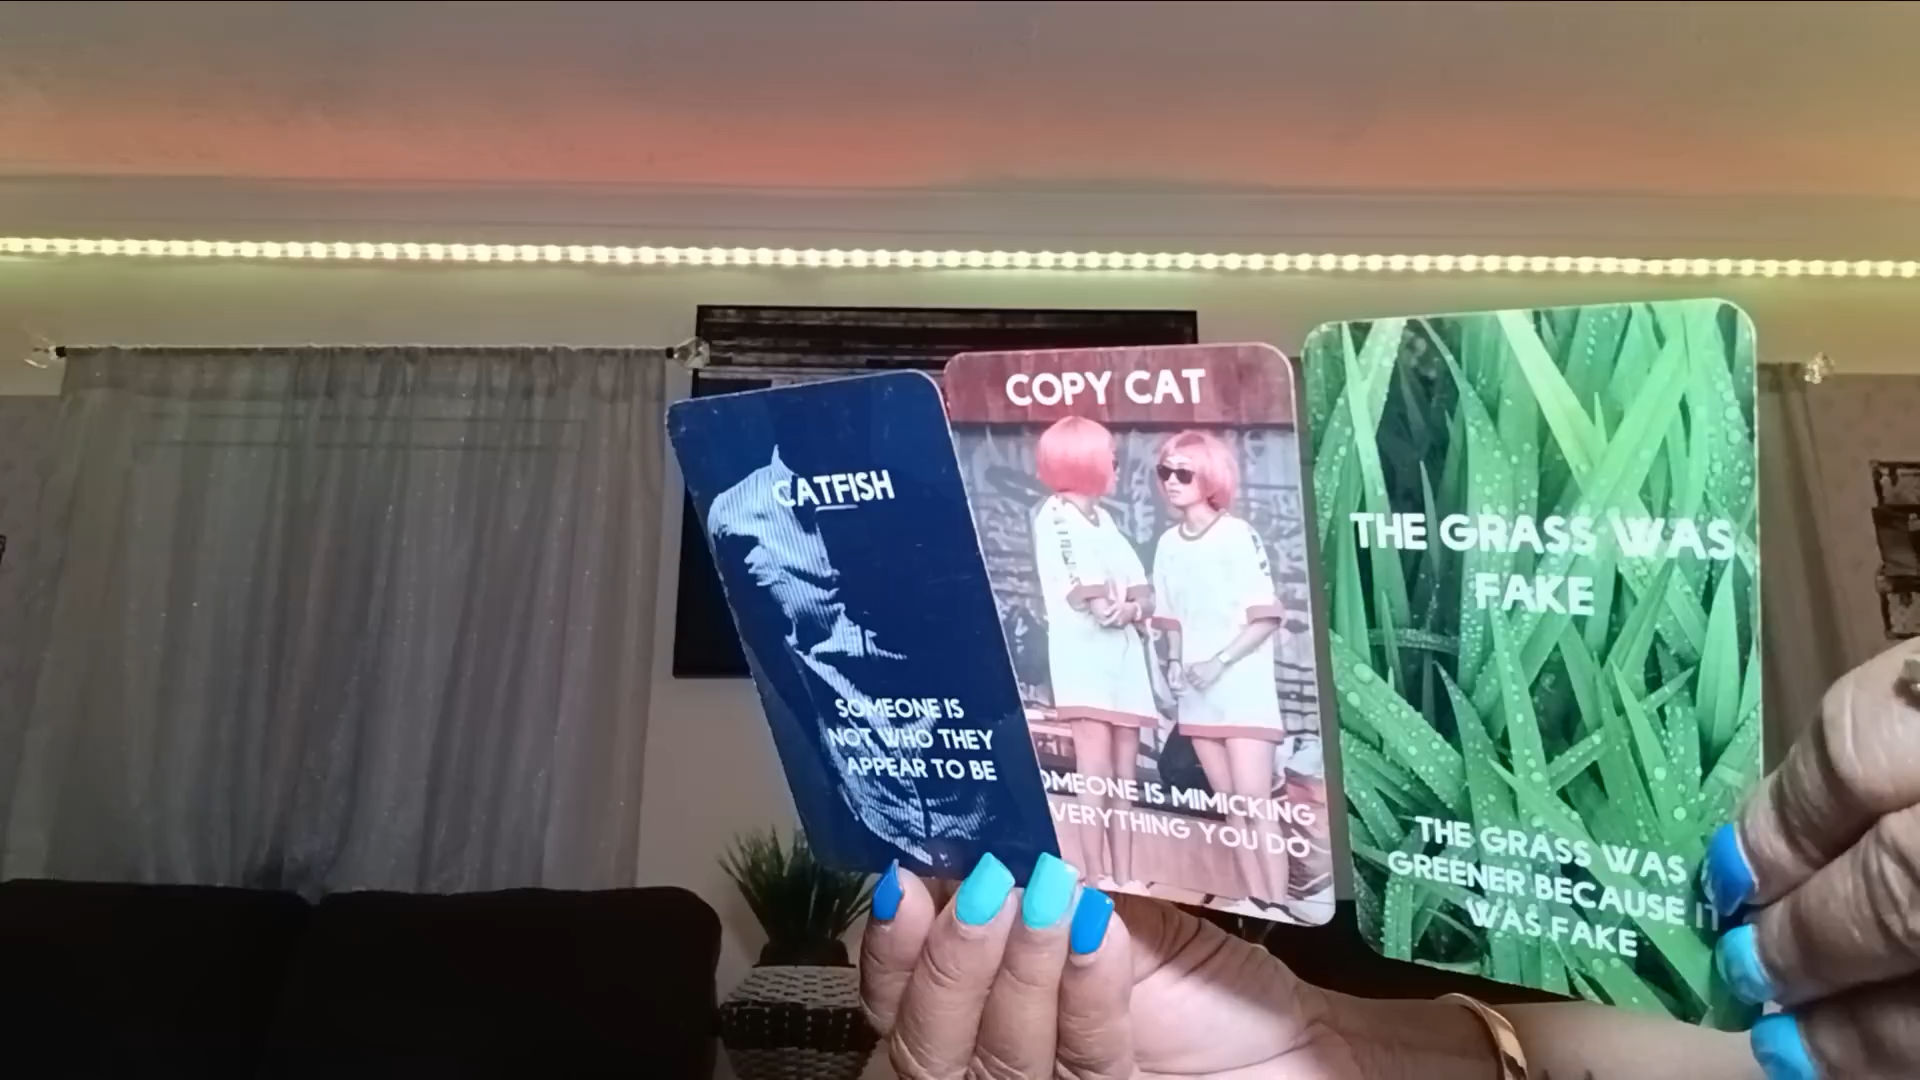 CATFISH
SOMEONE IS
NOT WHO THEY
APPEAR TO BE
COPY CAT
OMEONE IS MIMICKING
VERYTHING YOU DO
THE GRASS WAS
FAKE
THE GRASS WAS
GREENER BECAUSE IT
WAS FAKE